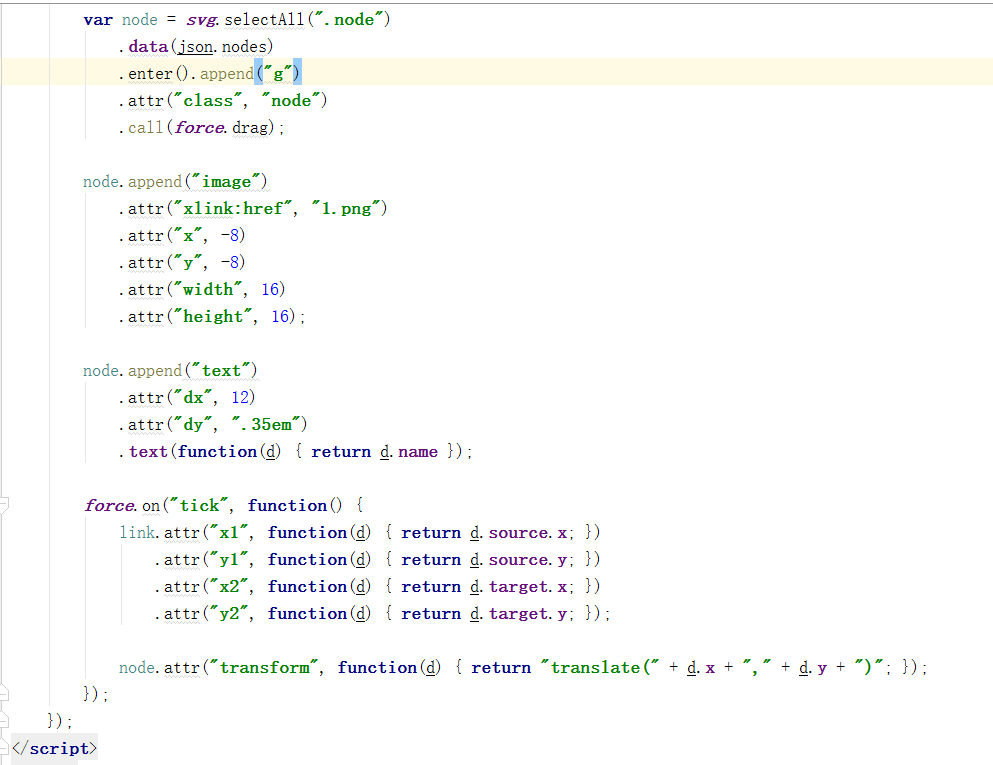 var node = svg.selectAll(".node")
.data(json.nodes)
.enter().append("g")
.attr("class", "node")
.call(force.drag);
node.append("image")
.attr("xlink:href", "1.png")
.attr("x", -8)
.attr("y", -8)
.attr("width", 16)
.attr("height", 16);
node.append("text")
.attr("dx", 12)
.attr("dy", ".35em")
.text(function(d) { return d.name });
force.on("tick", function() {
link.attr("x1", function(d) { return d.source.x; })
.attr("y1", function(d) { return d.source.y; })
.attr("x2", function(d) { return d.target.x; })
.attr("y2", function(d) { return d.target.y; });
node.attr("transform", function(d) { return "translate(" + d.x + "," + d.y + ")"; });
});
});
</script>